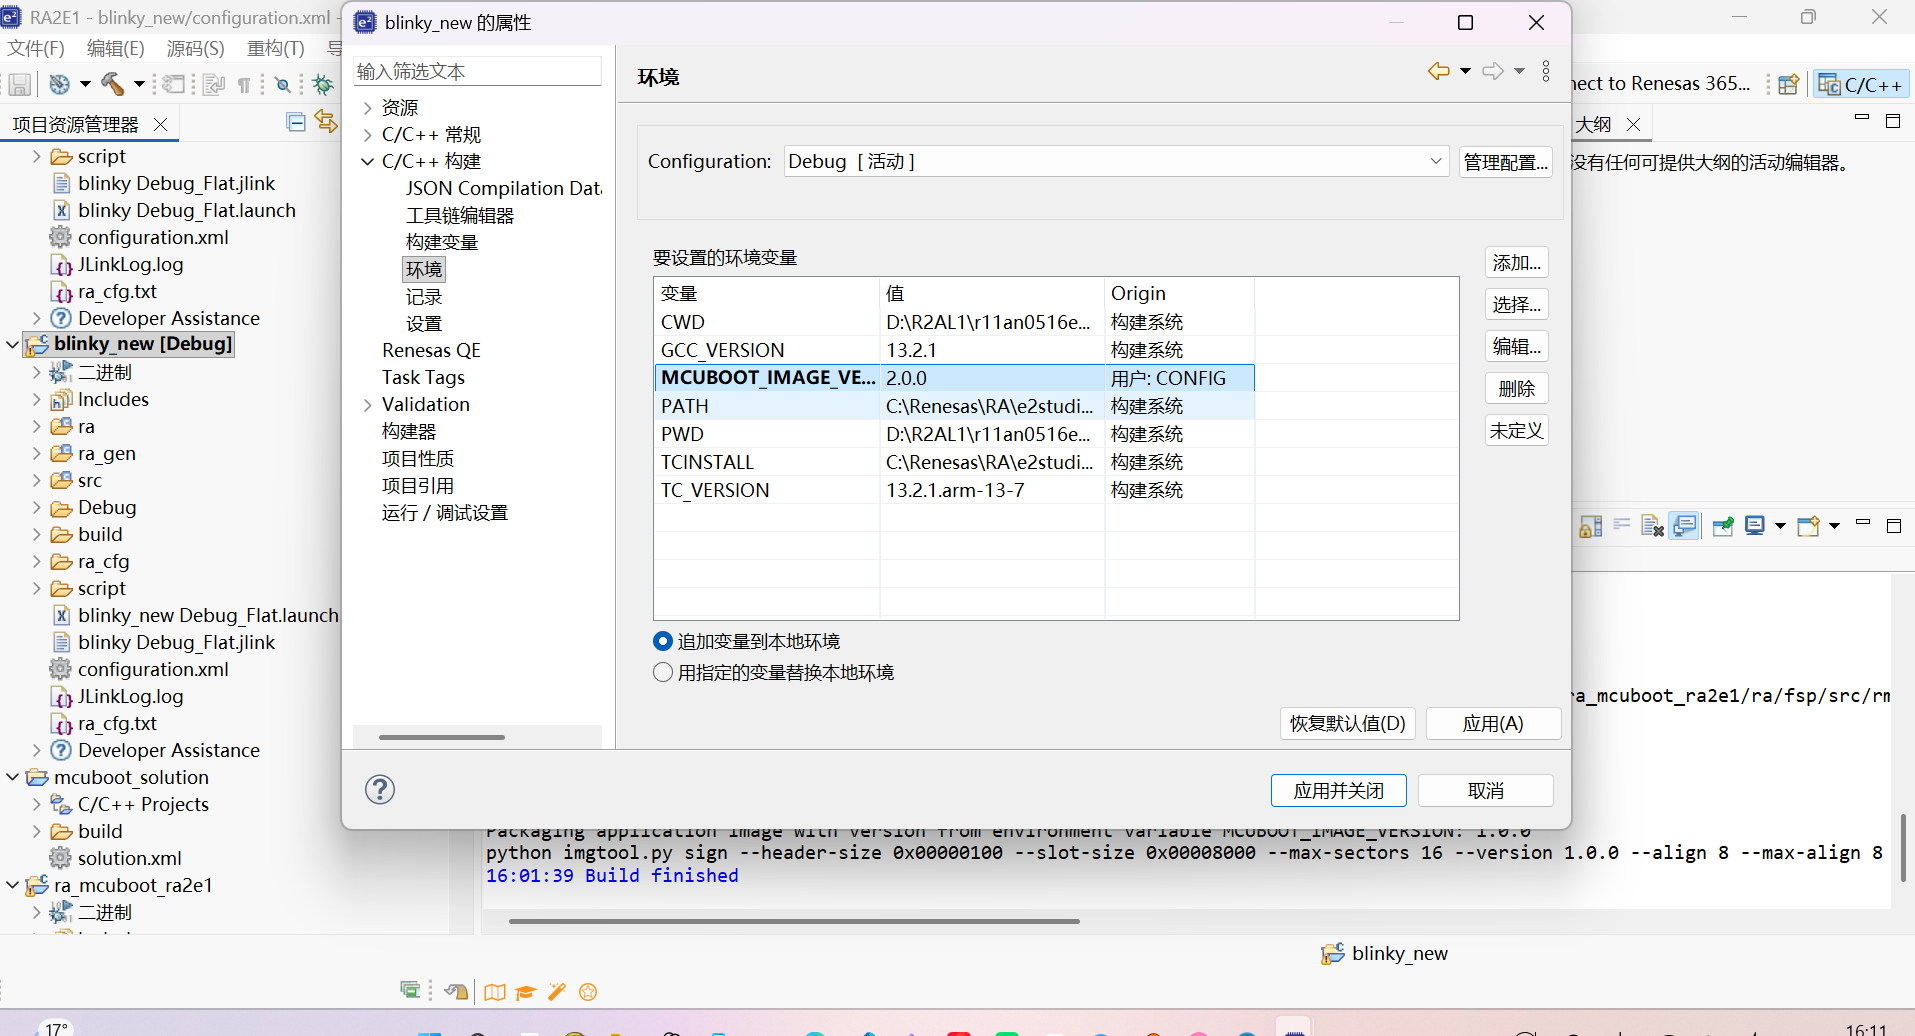 RA2E1 - blinky_new/configuration.xml -
文件(F) 编辑(E) 源码(S) 重构(T) 导
项目资源管理器
script
blinky Debug_Flat.jlink
blinky Debug_Flat.launch
configuration.xml
JLinkLog.log
ra_cfg.txt
Developer Assistance
blinky_new [Debug]
二进制
Includes
ra
ra_gen
src
Debug
build
ra_cfg
script
blinky_new Debug_Flat.launch
blinky Debug_Flat.jlink
configuration.xml
JLinkLog.log
ra_cfg.txt
Developer Assistance
mcuboot_solution
C/C++ Projects
build
solution.xml
ra_mcuboot_ra2e1
二进制
blinky_new 的属性
输入筛选文本
资源
C/C++ 常规
C/C++ 构建
JSON Compilation Data
工具链编辑器
构建变量
环境
记录
设置
Renesas QE
Task Tags
Validation
构建器
项目性质
项目引用
运行 / 调试设置
环境
Configuration: Debug [ 活动 ] 管理配置...
要设置的环境变量
变量 值 Origin
CWD D:\R2AL1\r11an0516e... 构建系统
GCC_VERSION 13.2.1 构建系统
MCUBOOT_IMAGE_VE... 2.0.0 用户: CONFIG
PATH C:\Renesas\RA\e2studi... 构建系统
PWD D:\R2AL1\r11an0516e... 构建系统
TCINSTALL C:\Renesas\RA\e2studi... 构建系统
TC_VERSION 13.2.1.arm-13-7 构建系统
添加...
选择...
编辑...
删除
未定义
追加变量到本地环境
用指定的变量替换本地环境
恢复默认值(D) 应用(A)
应用并关闭 取消
nect to Renesas 365... C/C++
大纲
没有任何可提供大纲的活动编辑器。
ra_mcuboot_ra2e1/ra/fsp/src/rm
Packaging application image with version from environment variable MCUBOOT_IMAGE_VERSION: 1.0.0
python imgtool.py sign --header-size 0x00000100 --slot-size 0x00008000 --max-sectors 16 --version 1.0.0 --align 8 --max-align 8
16:01:39 Build finished
blinky_new
17°
16:11